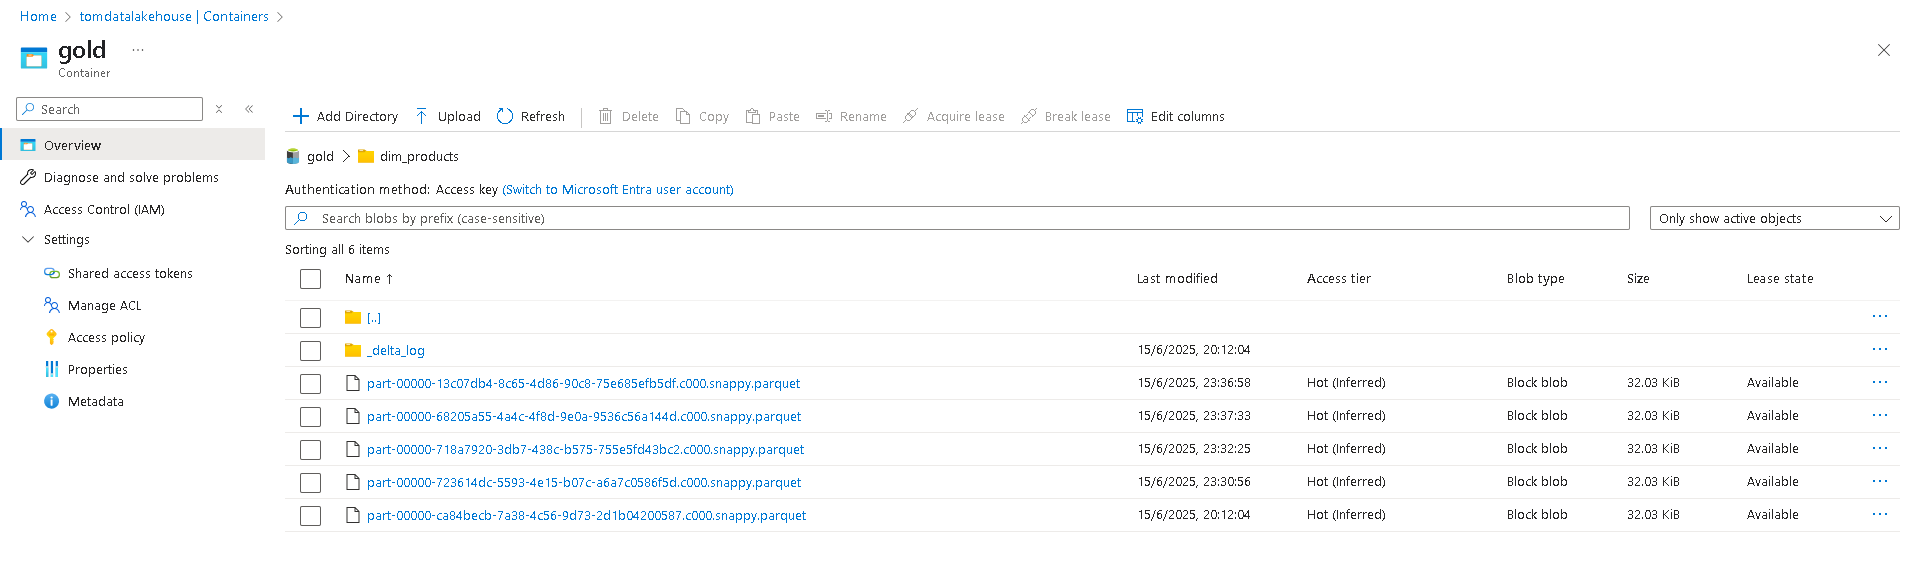 Home > tomdatalakehouse | Containers >
gold ...
Container
Search
Add Directory Upload Refresh Delete Copy Paste Rename Acquire lease Break lease Edit columns
Overview
Diagnose and solve problems
Access Control (IAM)
Settings
Shared access tokens
Manage ACL
Access policy
Properties
Metadata
gold > dim_products
Authentication method: Access key (Switch to Microsoft Entra user account)
Search blobs by prefix (case-sensitive) Only show active objects
Sorting all 6 items
Name ↑ Last modified Access tier Blob type Size Lease state
[..] ...
_delta_log 15/6/2025, 20:12:04 ...
part-00000-13c07db4-8c65-4d86-90c8-75e685efb5df.c000.snappy.parquet 15/6/2025, 23:36:58 Hot (Inferred) Block blob 32.03 KiB Available ...
part-00000-68205a55-4a4c-4f8d-9e0a-9536c56a144d.c000.snappy.parquet 15/6/2025, 23:37:33 Hot (Inferred) Block blob 32.03 KiB Available ...
part-00000-718a7920-3db7-438c-b575-755e5fd43bc2.c000.snappy.parquet 15/6/2025, 23:32:25 Hot (Inferred) Block blob 32.03 KiB Available ...
part-00000-723614dc-5593-4e15-b07c-a6a7c0586f5d.c000.snappy.parquet 15/6/2025, 23:30:56 Hot (Inferred) Block blob 32.03 KiB Available ...
part-00000-ca84becb-7a38-4c56-9d73-2d1b04200587.c000.snappy.parquet 15/6/2025, 20:12:04 Hot (Inferred) Block blob 32.03 KiB Available ...